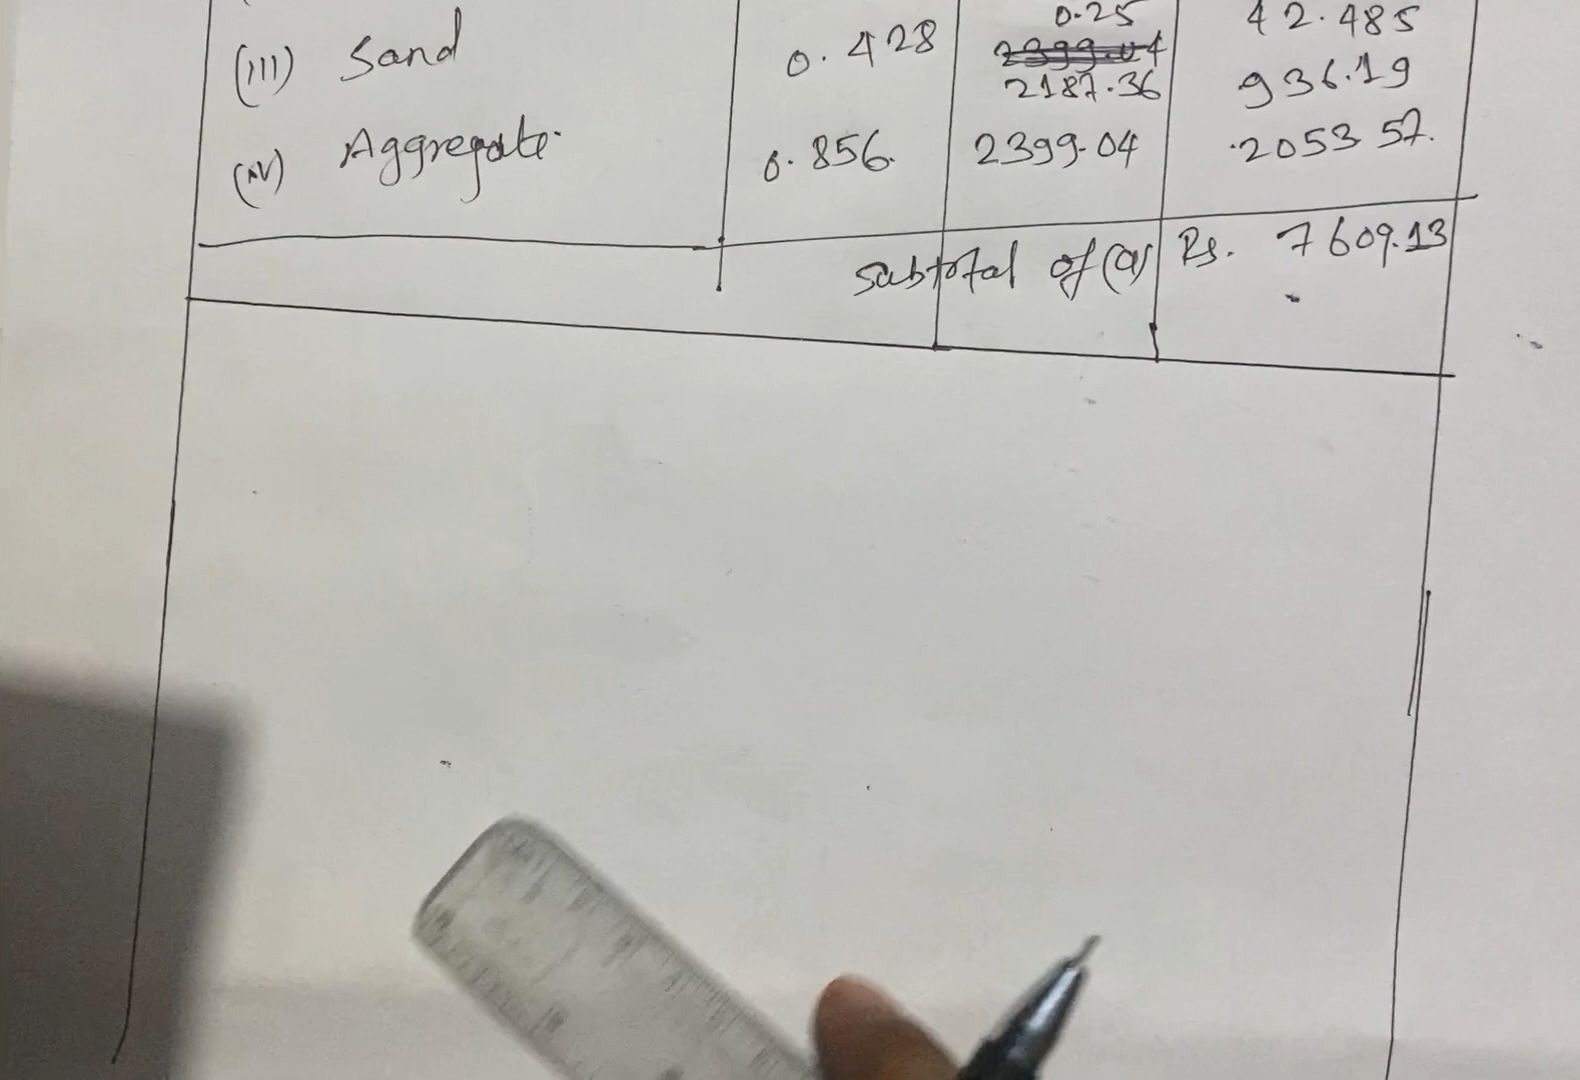 0.25 42.485
(iii) Sand 0.428 2187.36 936.19
(iv) Aggregate 0.856 2399.04 2053 57.
Subtotal of (a) Rs. 7609.13